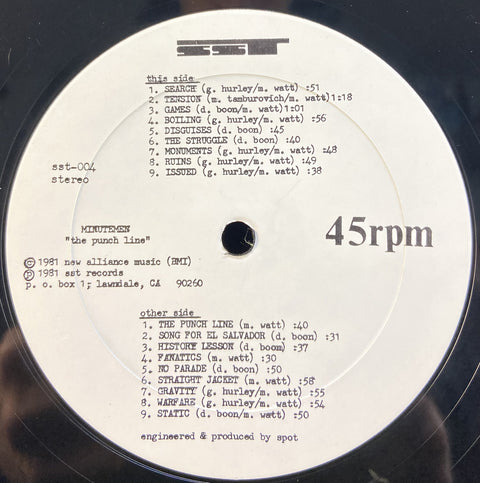 SST
this side
1. SEARCH (g. hurley/m. watt) :51
2. TENSION (m. tamburovich/m. watt)1:18
3. GAMES (d. boon/m. watt)1:01
4. BOILING (g. hurley/m. watt) :56
5. DISGUISES (d. boon) :45
6. THE STRUGGLE (d. boon) :40
7. MONUMENTS (g. hurley/m. watt) :48
8. RUINS (g. hurley/m. watt) :49
9. ISSUED (g. hurley/m. watt) :38
sst-004
stereo
MINUTEMEN
"the punch line"
45rpm
© 1981 new alliance music (BMI)
℗ 1981 sst records
p. o. box 1; lawndale, CA 90260
other side
1. THE PUNCH LINE (m. watt) :40
2. SONG FOR EL SALVADOR (d. boon) :31
3. HISTORY LESSON (d. boon) :37
4. FANATICS (m. watt) :30
5. NO PARADE (d. boon) :50
6. STRAIGHT JACKET (m. watt) :58
7. GRAVITY (g. hurley/m. watt) :55
8. WARFARE (g. hurley/m. watt) :54
9. STATIC (d. boon/m. watt) :50
engineered & produced by spot